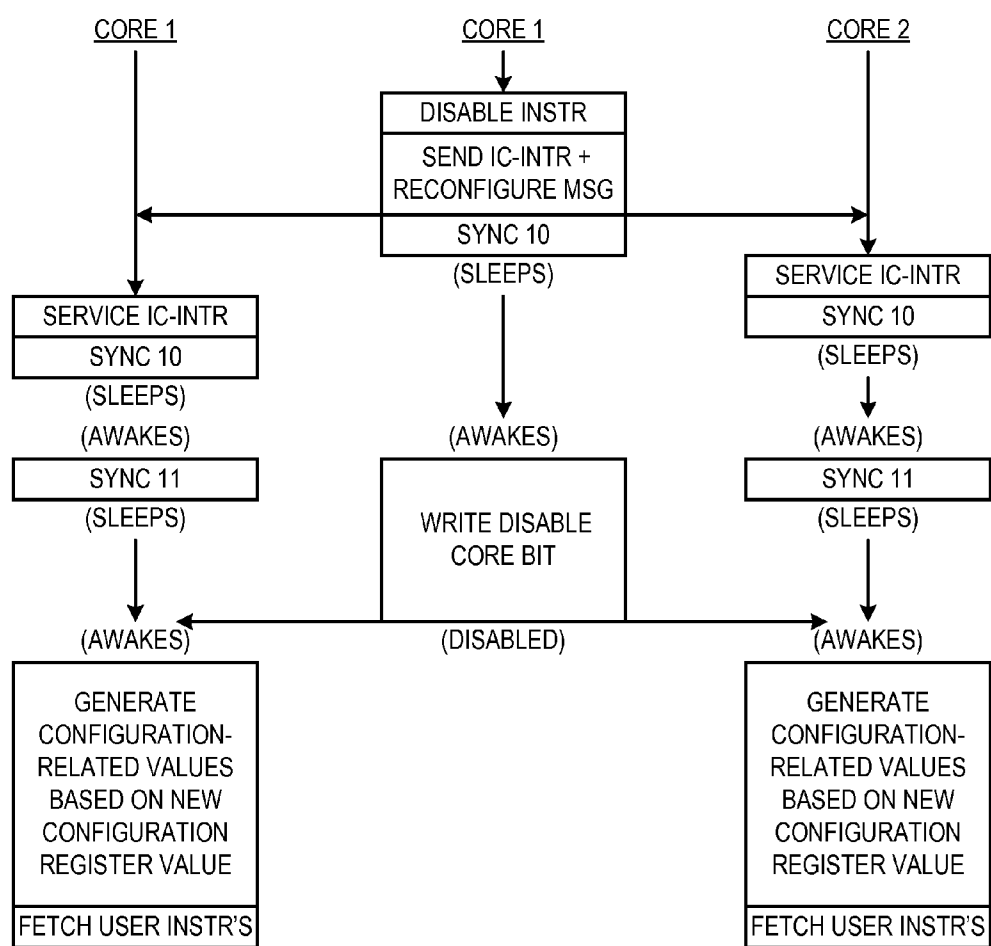 CORE 1
CORE 1
CORE 2
DISABLE INSTR
SEND IC-INTR +
RECONFIGURE MSG
SYNC 10
(SLEEPS)
SERVICE IC-INTR
SYNC 10
(SLEEPS)
SERVICE IC-INTR
SYNC 10
(SLEEPS)
(AWAKES)
SYNC 11
(SLEEPS)
(AWAKES)
WRITE DISABLE
CORE BIT
(DISABLED)
(AWAKES)
SYNC 11
(SLEEPS)
(AWAKES)
GENERATE
CONFIGURATION-
RELATED VALUES
BASED ON NEW
CONFIGURATION
REGISTER VALUE
FETCH USER INSTR'S
(AWAKES)
GENERATE
CONFIGURATION-
RELATED VALUES
BASED ON NEW
CONFIGURATION
REGISTER VALUE
FETCH USER INSTR'S